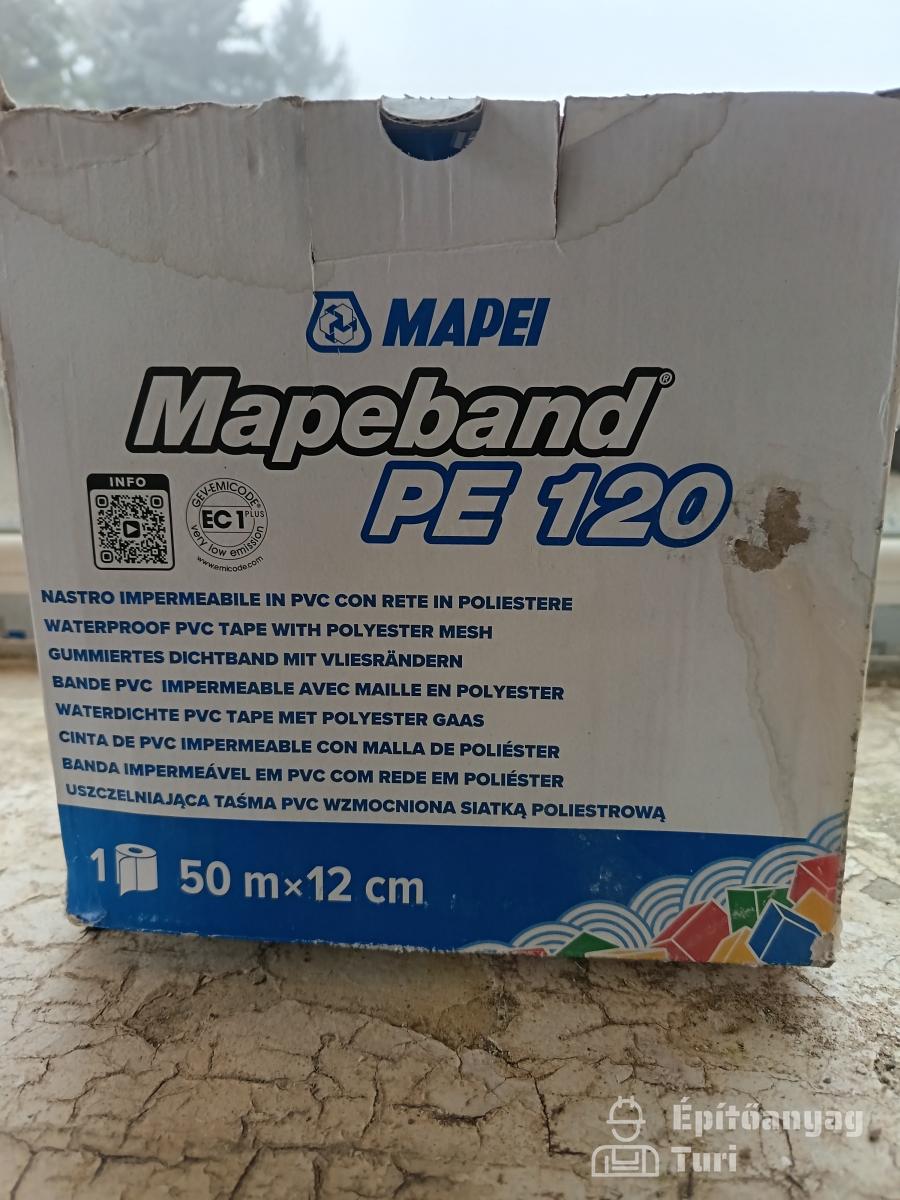 MAPEI
Mapeband®
PE 120
INFO
GEV-EMICODE®
EC 1 PLUS
very low emission
www.emicode.com
NASTRO IMPERMEABILE IN PVC CON RETE IN POLIESTERE
WATERPROOF PVC TAPE WITH POLYESTER MESH
GUMMIERTES DICHTBAND MIT VLIESRÄNDERN
BANDE PVC IMPERMEABLE AVEC MAILLE EN POLYESTER
WATERDICHTE PVC TAPE MET POLYESTER GAAS
CINTA DE PVC IMPERMEABLE CON MALLA DE POLIÉSTER
BANDA IMPERMEÁVEL EM PVC COM REDE EM POLIÉSTER
USZCZELNIAJĄCA TAŚMA PVC WZMOCNIONA SIATKĄ POLIESTROWĄ
1 50 m×12 cm
Építőanyag
Turi